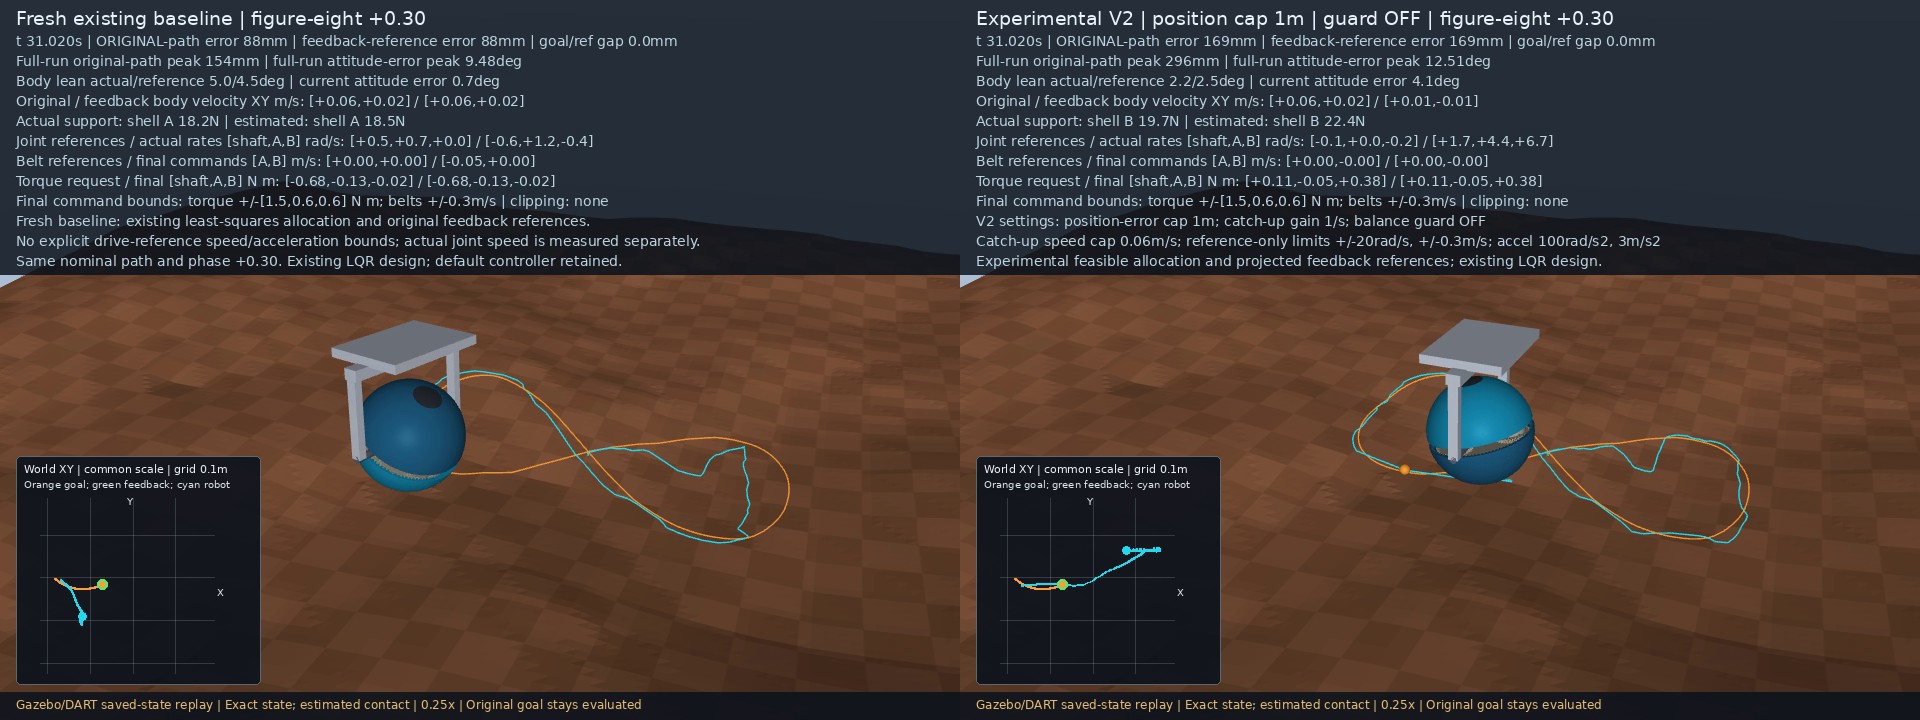 Fresh existing baseline | figure-eight +0.30
t 31.020s | ORIGINAL-path error 88mm | feedback-reference error 88mm | goal/ref gap 0.0mm
Full-run original-path peak 154mm | full-run attitude-error peak 9.48deg
Body lean actual/reference 5.0/4.5deg | current attitude error 0.7deg
Original / feedback body velocity XY m/s: [+0.06,+0.02] / [+0.06,+0.02]
Actual support: shell A 18.2N | estimated: shell A 18.5N
Joint references / actual rates [shaft,A,B] rad/s: [+0.5,+0.7,+0.0] / [-0.6,+1.2,-0.4]
Belt references / final commands [A,B] m/s: [+0.00,+0.00] / [-0.05,+0.00]
Torque request / final [shaft,A,B] N m: [-0.68,-0.13,-0.02] / [-0.68,-0.13,-0.02]
Final command bounds: torque +/-[1.5,0.6,0.6] N m; belts +/-0.3m/s | clipping: none
Fresh baseline: existing least-squares allocation and original feedback references.
No explicit drive-reference speed/acceleration bounds; actual joint speed is measured separately.
Same nominal path and phase +0.30. Existing LQR design; default controller retained.
World XY | common scale | grid 0.1m
Orange goal; green feedback; cyan robot
Y
X
Gazebo/DART saved-state replay | Exact state; estimated contact | 0.25x | Original goal stays evaluated
Experimental V2 | position cap 1m | guard OFF | figure-eight +0.30
t 31.020s | ORIGINAL-path error 169mm | feedback-reference error 169mm | goal/ref gap 0.0mm
Full-run original-path peak 296mm | full-run attitude-error peak 12.51deg
Body lean actual/reference 2.2/2.5deg | current attitude error 4.1deg
Original / feedback body velocity XY m/s: [+0.06,+0.02] / [+0.01,-0.01]
Actual support: shell B 19.7N | estimated: shell B 22.4N
Joint references / actual rates [shaft,A,B] rad/s: [-0.1,+0.0,-0.2] / [+1.7,+4.4,+6.7]
Belt references / final commands [A,B] m/s: [+0.00,-0.00] / [+0.00,-0.00]
Torque request / final [shaft,A,B] N m: [+0.11,-0.05,+0.38] / [+0.11,-0.05,+0.38]
Final command bounds: torque +/-[1.5,0.6,0.6] N m; belts +/-0.3m/s | clipping: none
V2 settings: position-error cap 1m; catch-up gain 1/s; balance guard OFF
Catch-up speed cap 0.06m/s; reference-only limits +/-20rad/s, +/-0.3m/s; accel 100rad/s2, 3m/s2
Experimental feasible allocation and projected feedback references; existing LQR design.
World XY | common scale | grid 0.1m
Orange goal; green feedback; cyan robot
Y
X
Gazebo/DART saved-state replay | Exact state; estimated contact | 0.25x | Original goal stays evaluated